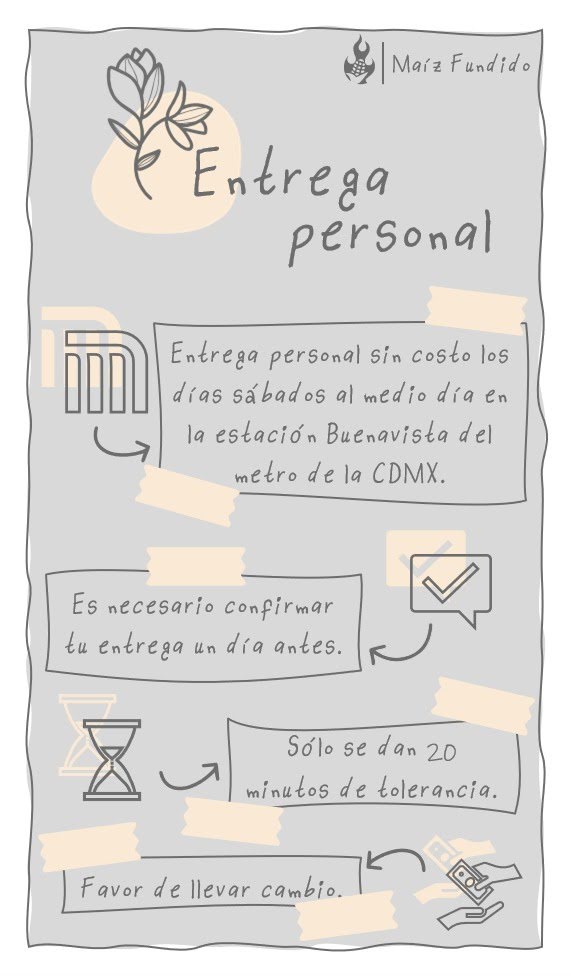 Maíz Fundido
Entrega
personal
Entrega personal sin costo los
días sábados al medio día en
la estación Buenavista del
metro de la CDMX.
Es necesario confirmar
tu entrega un día antes.
Sólo se dan 20
minutos de tolerancia.
Favor de llevar cambio.